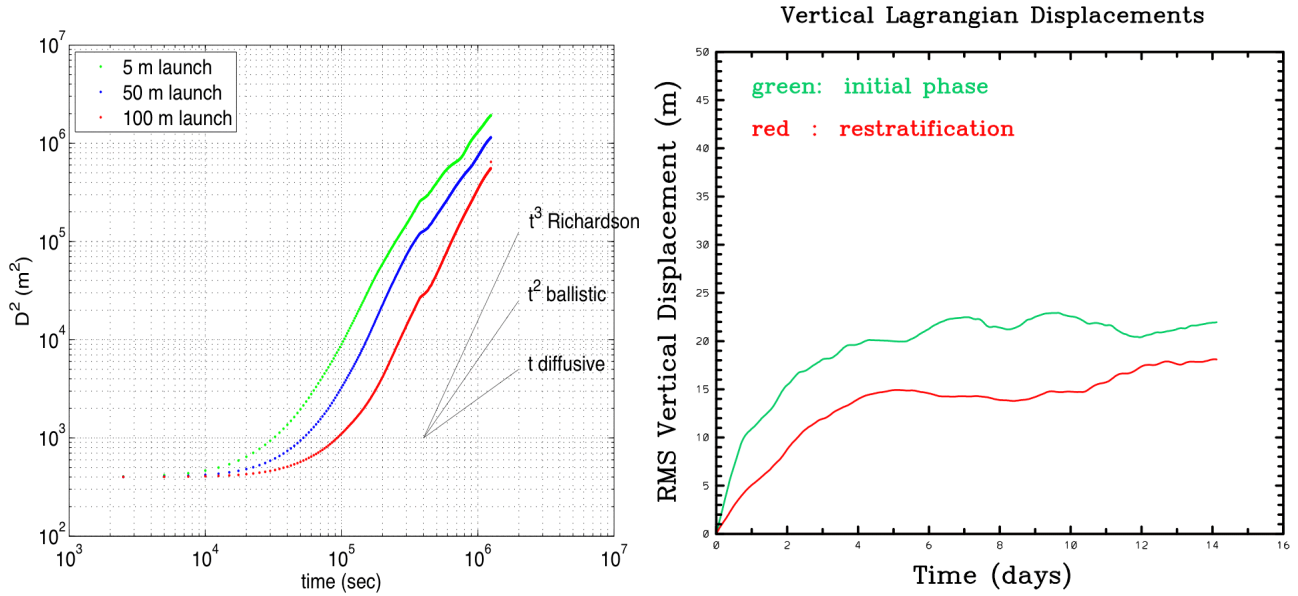 10^7
10^6
10^5
10^4
10^3
10^2
10^3
10^4
10^5
10^6
10^7
D^2 (m^2)
time (sec)
5 m launch
50 m launch
100 m launch
t^3 Richardson
t^2 ballistic
t diffusive
Vertical Lagrangian Displacements
green: initial phase
red : restratification
RMS Vertical Displacement (m)
50
45
40
35
30
25
20
15
10
5
0
0
2
4
6
8
10
12
14
16
Time (days)